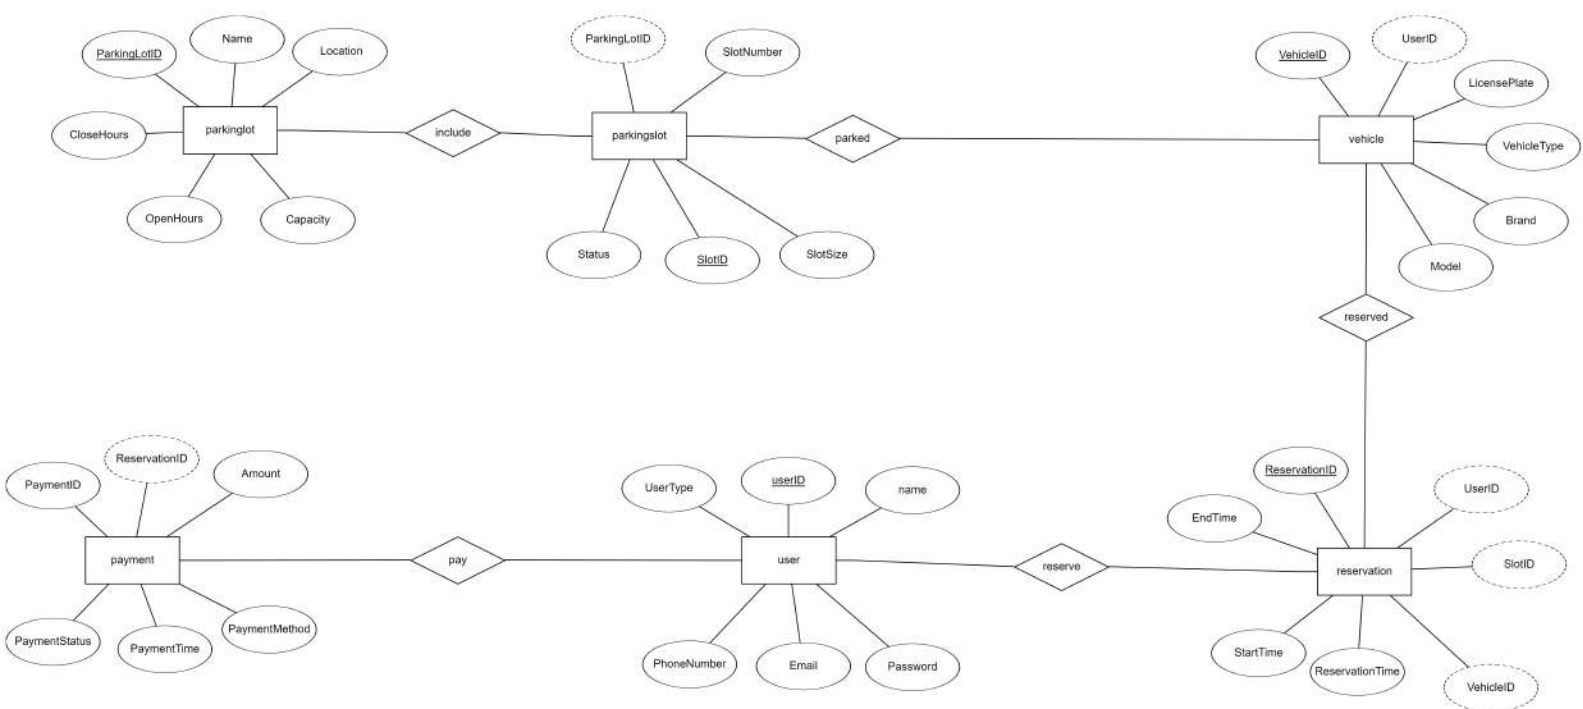 ParkingLotID
Name
Location
CloseHours
parkinglot
OpenHours
Capacity
include
ParkingLotID
SlotNumber
parkingslot
Status
SlotID
SlotSize
parked
VehicleID
UserID
LicensePlate
vehicle
VehicleType
Brand
Model
reserved
PaymentID
ReservationID
Amount
payment
PaymentStatus
PaymentTime
PaymentMethod
pay
UserType
userID
name
user
PhoneNumber
Email
Password
reserve
ReservationID
UserID
EndTime
reservation
SlotID
StartTime
ReservationTime
VehicleID